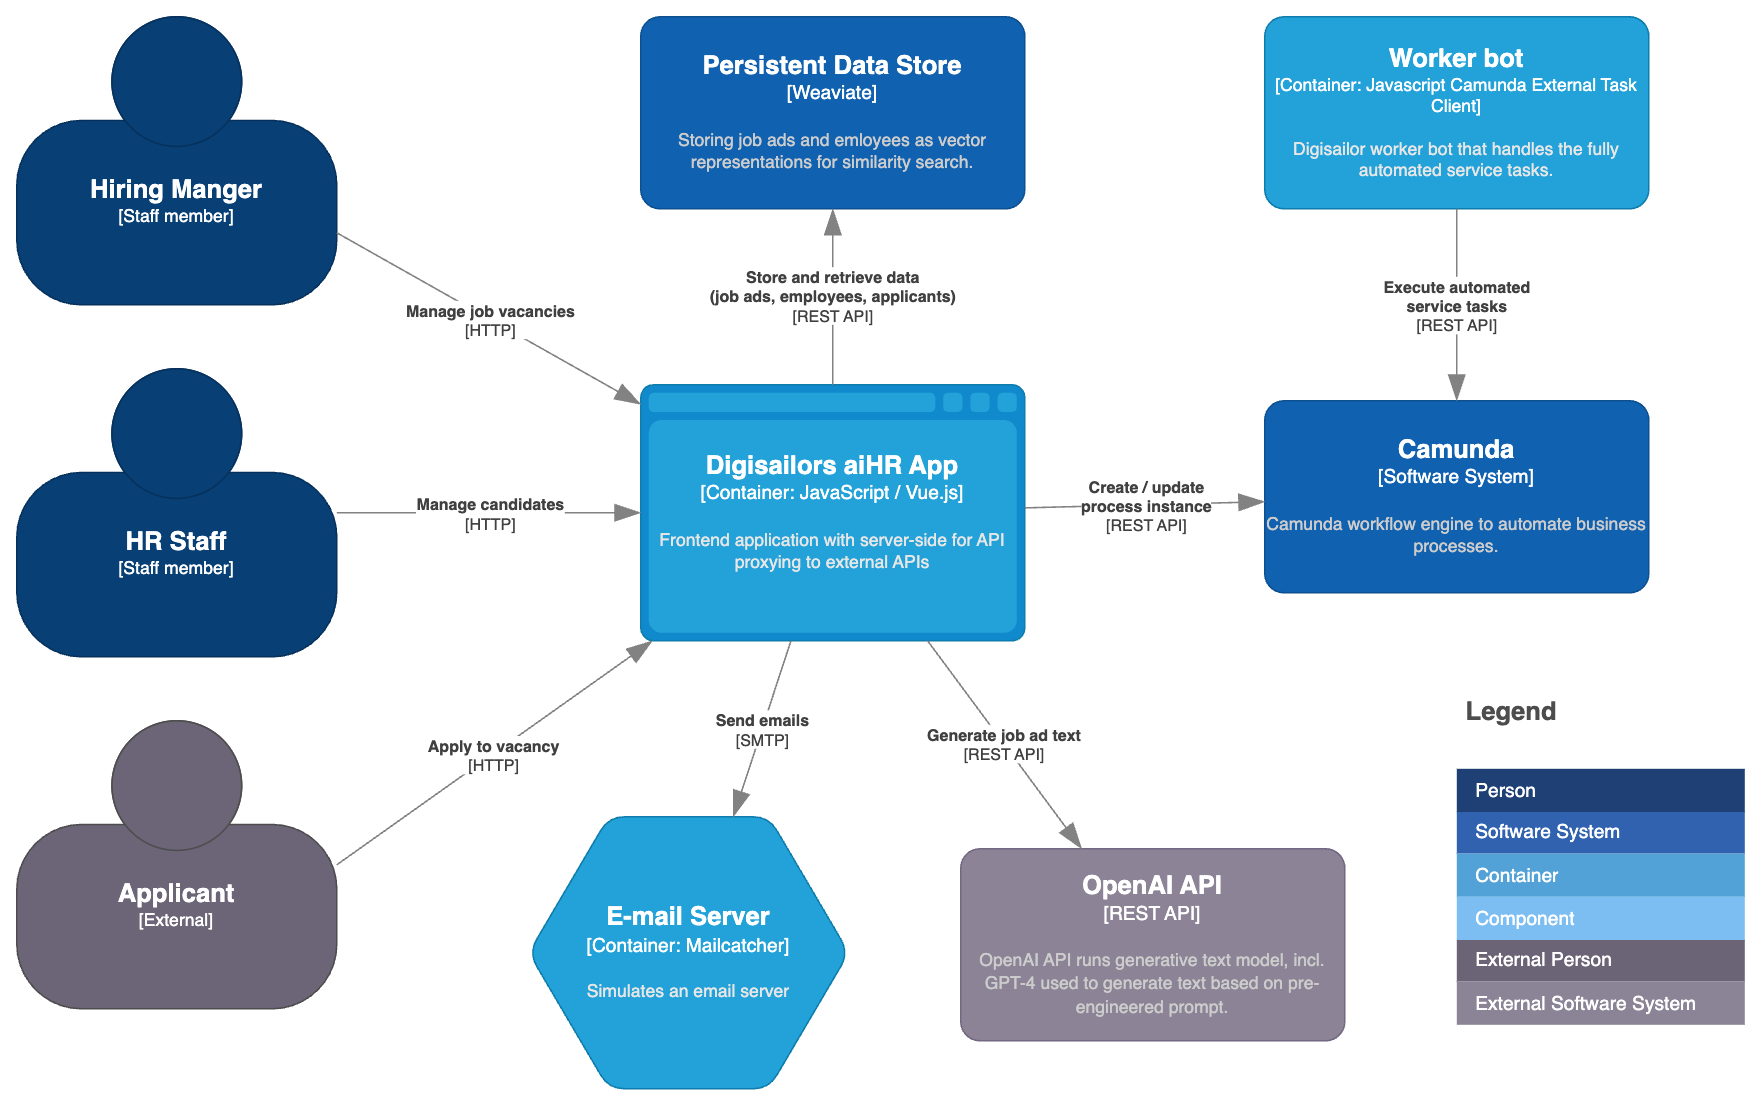 Hiring Manger
[Staff member]
Persistent Data Store
[Weaviate]
Storing job ads and emloyees as vector
representations for similarity search.
Worker bot
[Container: Javascript Camunda External Task
Client]
Digisailor worker bot that handles the fully
automated service tasks.
Manage job vacancies
[HTTP]
Store and retrieve data
(job ads, employees, applicants)
[REST API]
Execute automated
service tasks
[REST API]
HR Staff
[Staff member]
Manage candidates
[HTTP]
Digisailors aiHR App
[Container: JavaScript / Vue.js]
Frontend application with server-side for API
proxying to external APIs
Create / update
process instance
[REST API]
Camunda
[Software System]
Camunda workflow engine to automate business
processes.
Applicant
[External]
Apply to vacancy
[HTTP]
Send emails
[SMTP]
Generate job ad text
[REST API]
E-mail Server
[Container: Mailcatcher]
Simulates an email server
OpenAI API
[REST API]
OpenAI API runs generative text model, incl.
GPT-4 used to generate text based on pre-
engineered prompt.
Legend
Person
Software System
Container
Component
External Person
External Software System